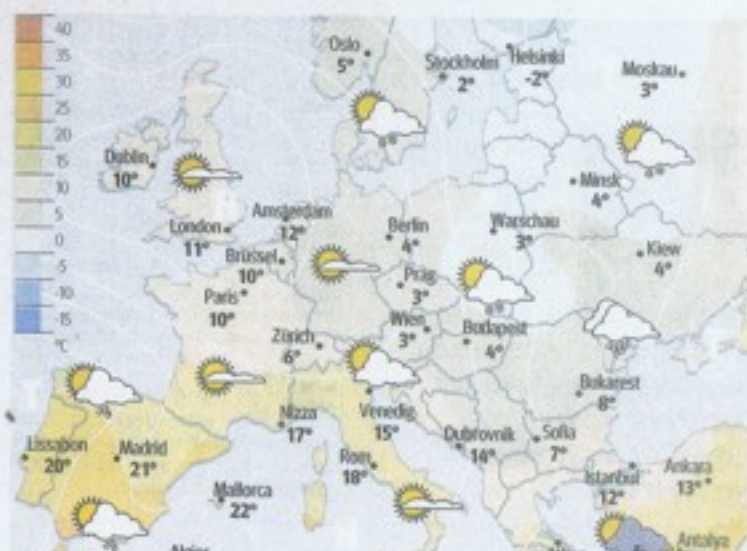 40
35
30
25
20
15
10
5
0
-5
-10
-15
°C
Oslo
5°
Stockholm
2°
Helsinki
-2°
Moskau
3°
Dublin
10°
Minsk
4°
London
11°
Amsterdam
12°
Berlin
4°
Warschau
3°
Kiew
4°
Brüssel
10°
Prag
3°
Paris
10°
Wien
3°
Budapest
4°
Zürich
6°
Bukarest
8°
Nizza
17°
Venedig
15°
Dubrovnik
14°
Sofia
7°
Lissabon
20°
Madrid
21°
Rom
18°
Istanbul
12°
Ankara
13°
Mallorca
22°
Antalya
Algier